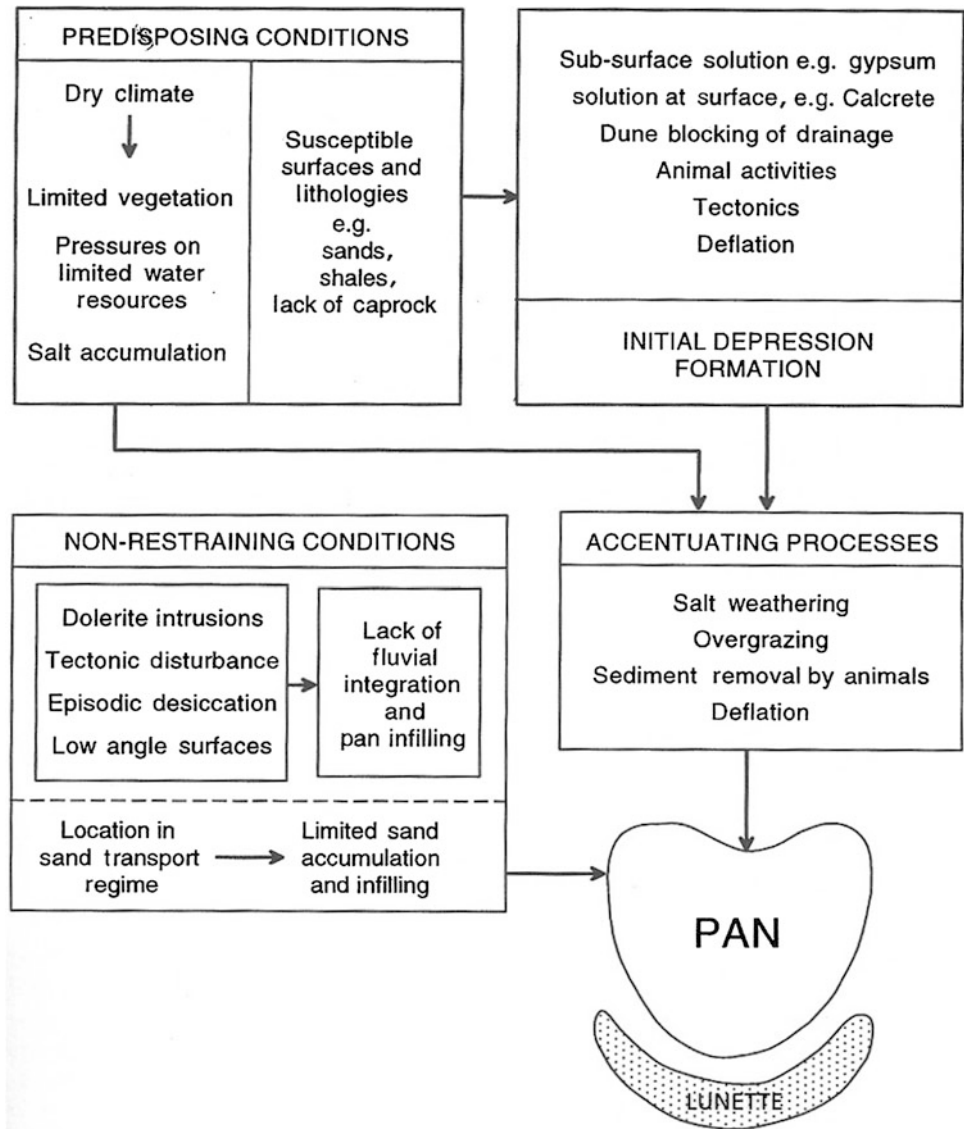 PREDISPOSING CONDITIONS
Dry climate
Limited vegetation
Pressures on
limited water
resources
Salt accumulation
Susceptible
surfaces and
lithologies
e.g.
sands,
shales,
lack of caprock
Sub-surface solution e.g. gypsum
solution at surface, e.g. Calcrete
Dune blocking of drainage
Animal activities
Tectonics
Deflation
INITIAL DEPRESSION
FORMATION
NON-RESTRAINING CONDITIONS
Dolerite intrusions
Tectonic disturbance
Episodic desiccation
Low angle surfaces
Lack of
fluvial
integration
and
pan infilling
Location in
sand transport
regime
Limited sand
accumulation
and infilling
ACCENTUATING PROCESSES
Salt weathering
Overgrazing
Sediment removal by animals
Deflation
PAN
LUNETTE